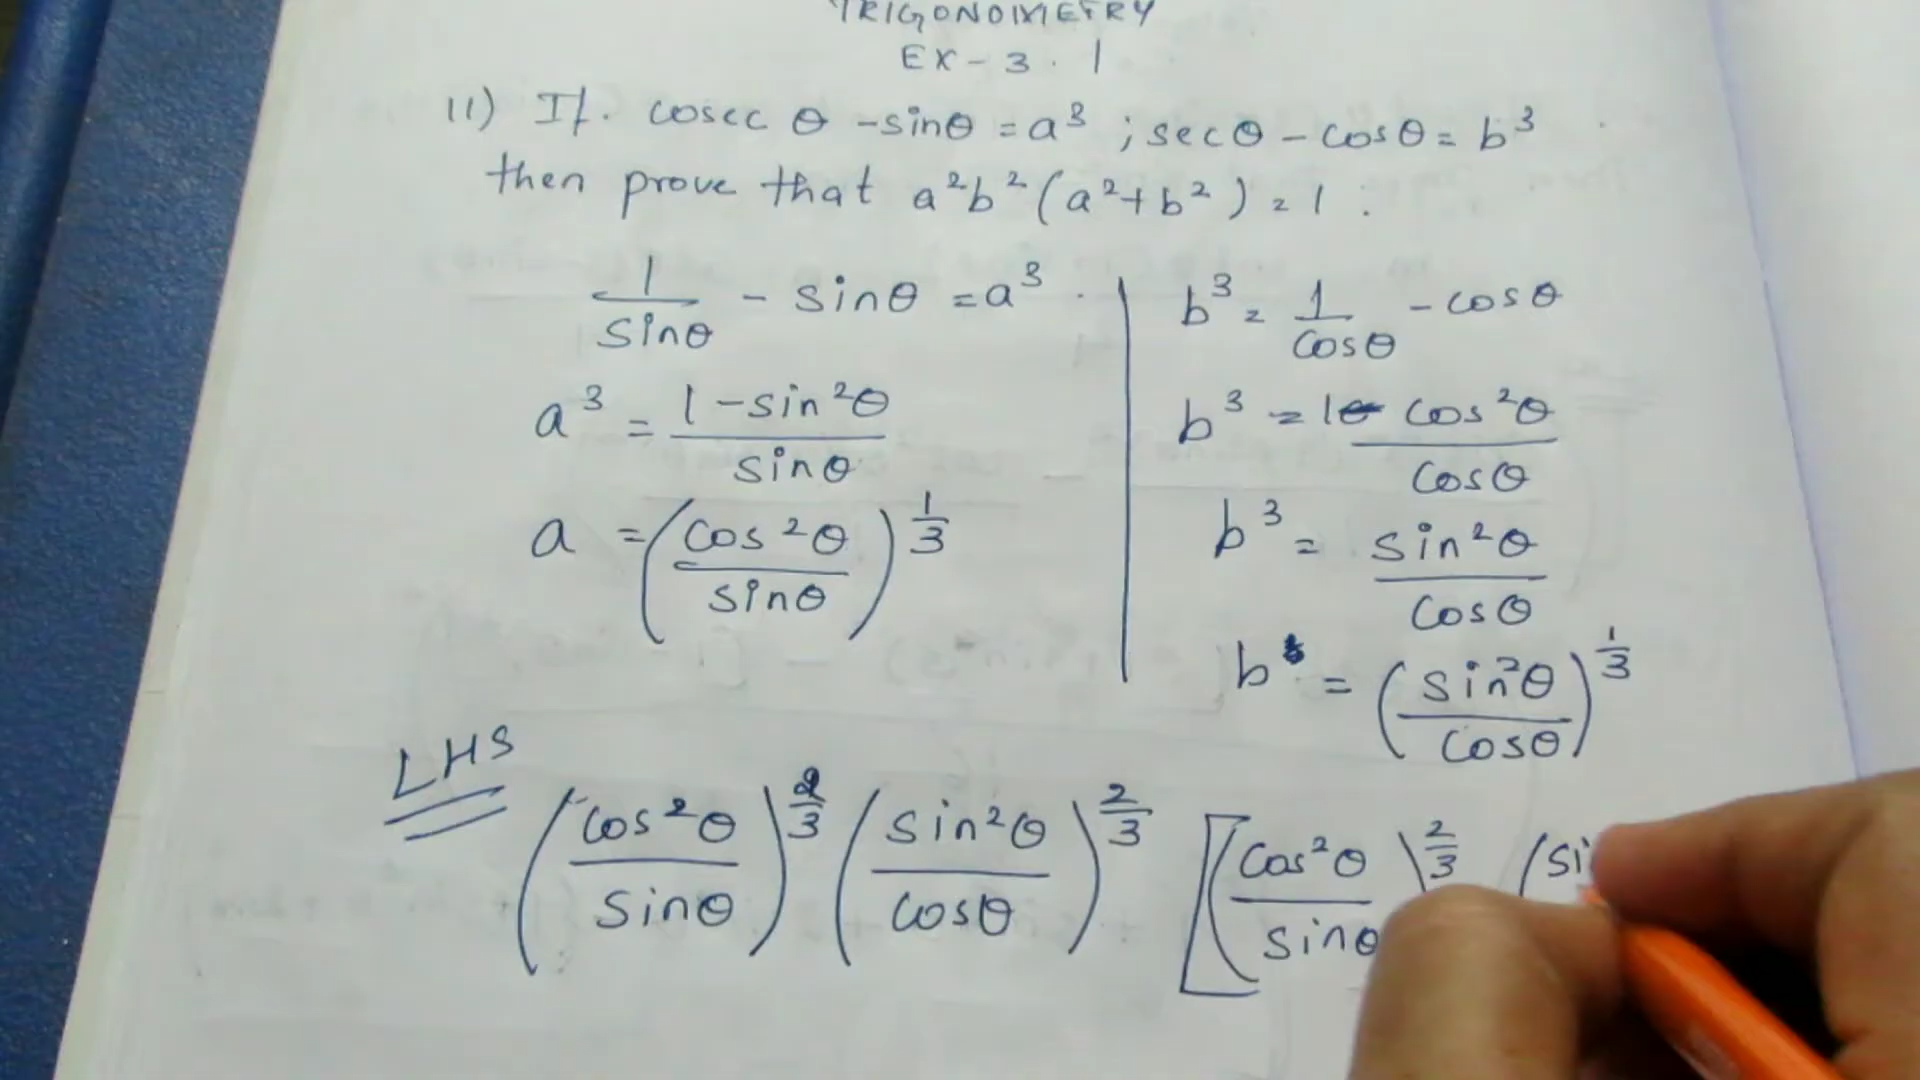 TRIGONOMETRY
EX - 3.1
11) If. cosec θ - sinθ = a³ ; secθ - cosθ = b³
then prove that a²b² (a² + b²) = 1.
1/sinθ - sinθ = a³.
a³ = (1 - sin²θ)/sinθ
a = (cos²θ/sinθ)^(1/3)
b³ = 1/cosθ - cosθ
b³ = 1 - cos²θ/cosθ
b³ = sin²θ/cosθ
b = (sin²θ/cosθ)^(1/3)
LHS
(cos²θ/sinθ)^(2/3) (sin²θ/cosθ)^(2/3) [(cos²θ/sinθ)^(2/3) (si